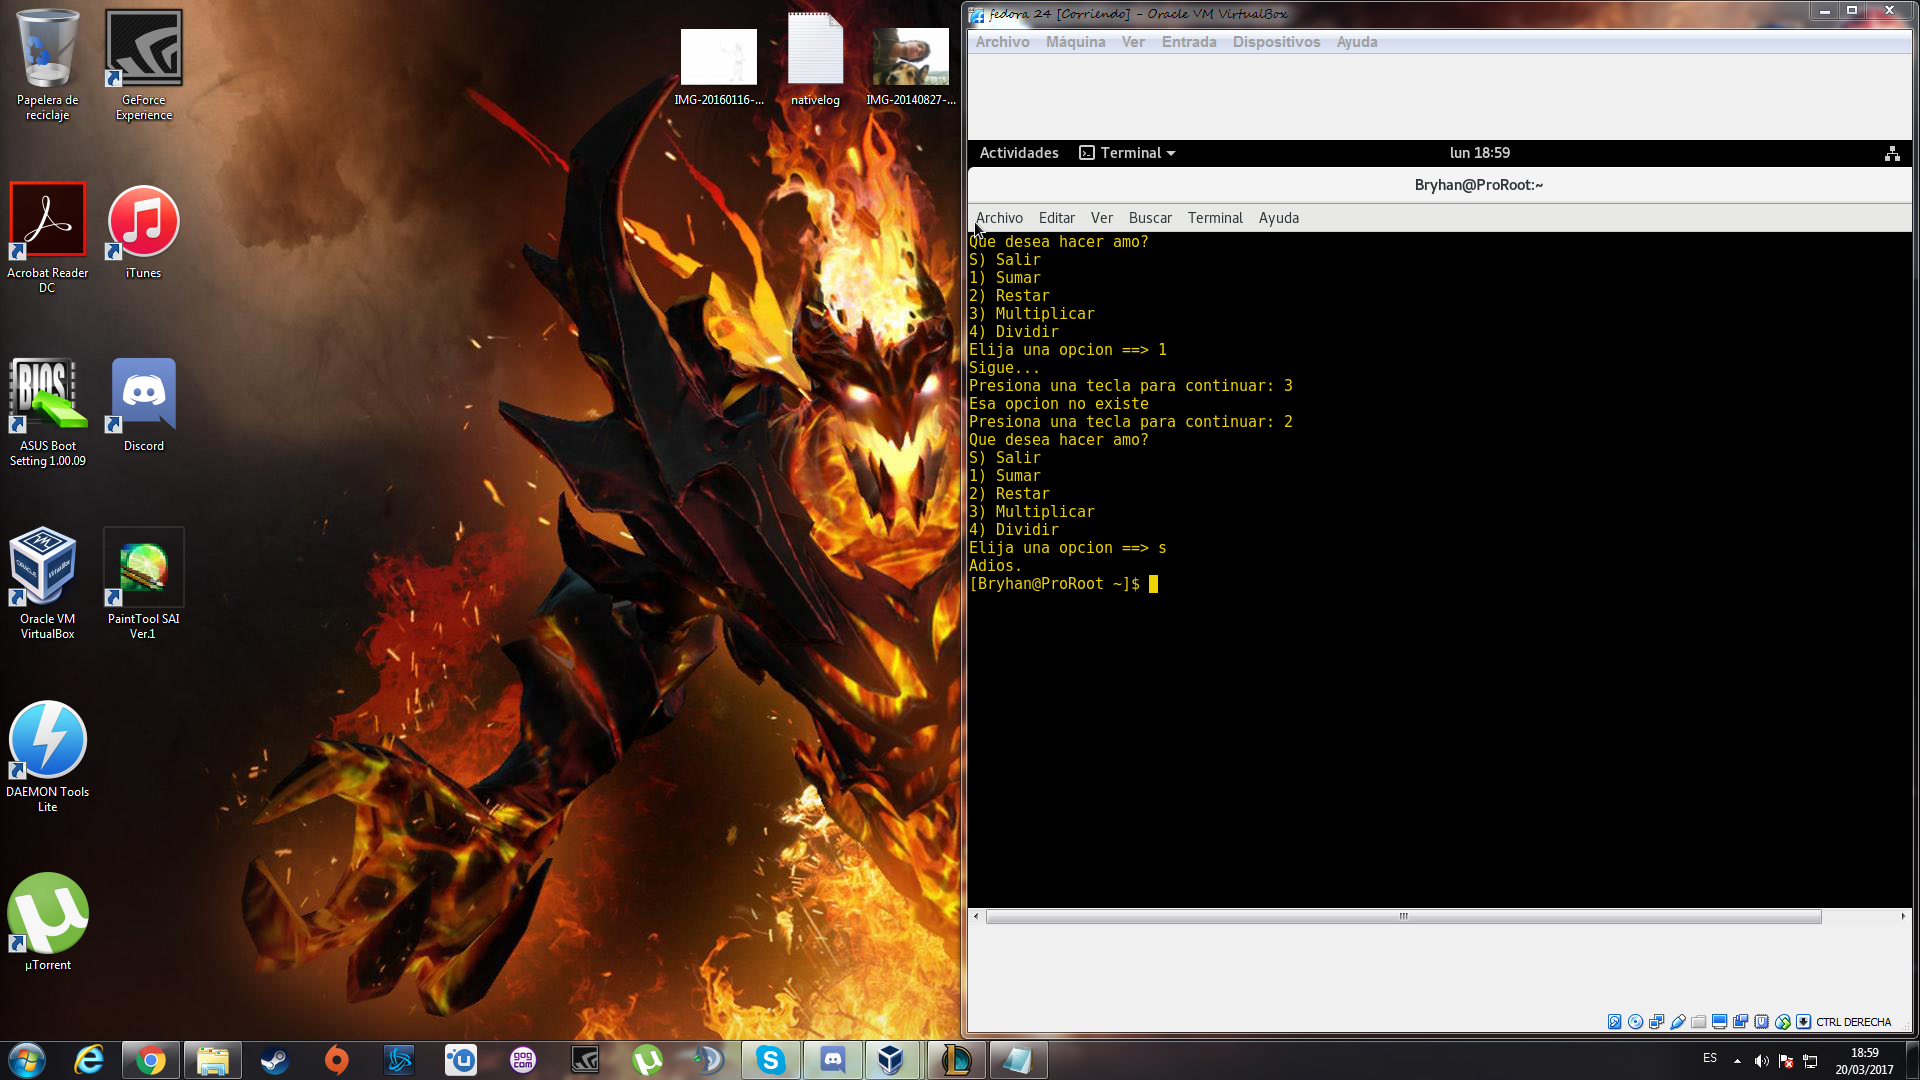 Papelera de
reciclaje
GeForce
Experience
Acrobat Reader
DC
iTunes
BIOS
ASUS Boot
Setting 1.00.09
Discord
Oracle VM
VirtualBox
PaintTool SAI
Ver.1
DAEMON Tools
Lite
µTorrent
IMG-20160116-...
nativelog
IMG-20140827-...
fedora 24 [Corriendo] - Oracle VM VirtualBox
Archivo Máquina Ver Entrada Dispositivos Ayuda
Actividades Terminal lun 18:59
Bryhan@ProRoot:~
Archivo Editar Ver Buscar Terminal Ayuda
Que desea hacer amo?
S) Salir
1) Sumar
2) Restar
3) Multiplicar
4) Dividir
Elija una opcion ==> 1
Sigue...
Presiona una tecla para continuar: 3
Esa opcion no existe
Presiona una tecla para continuar: 2
Que desea hacer amo?
S) Salir
1) Sumar
2) Restar
3) Multiplicar
4) Dividir
Elija una opcion ==> s
Adios.
[Bryhan@ProRoot ~]$
CTRL DERECHA
GOG
COM
ES
18:59
20/03/2017